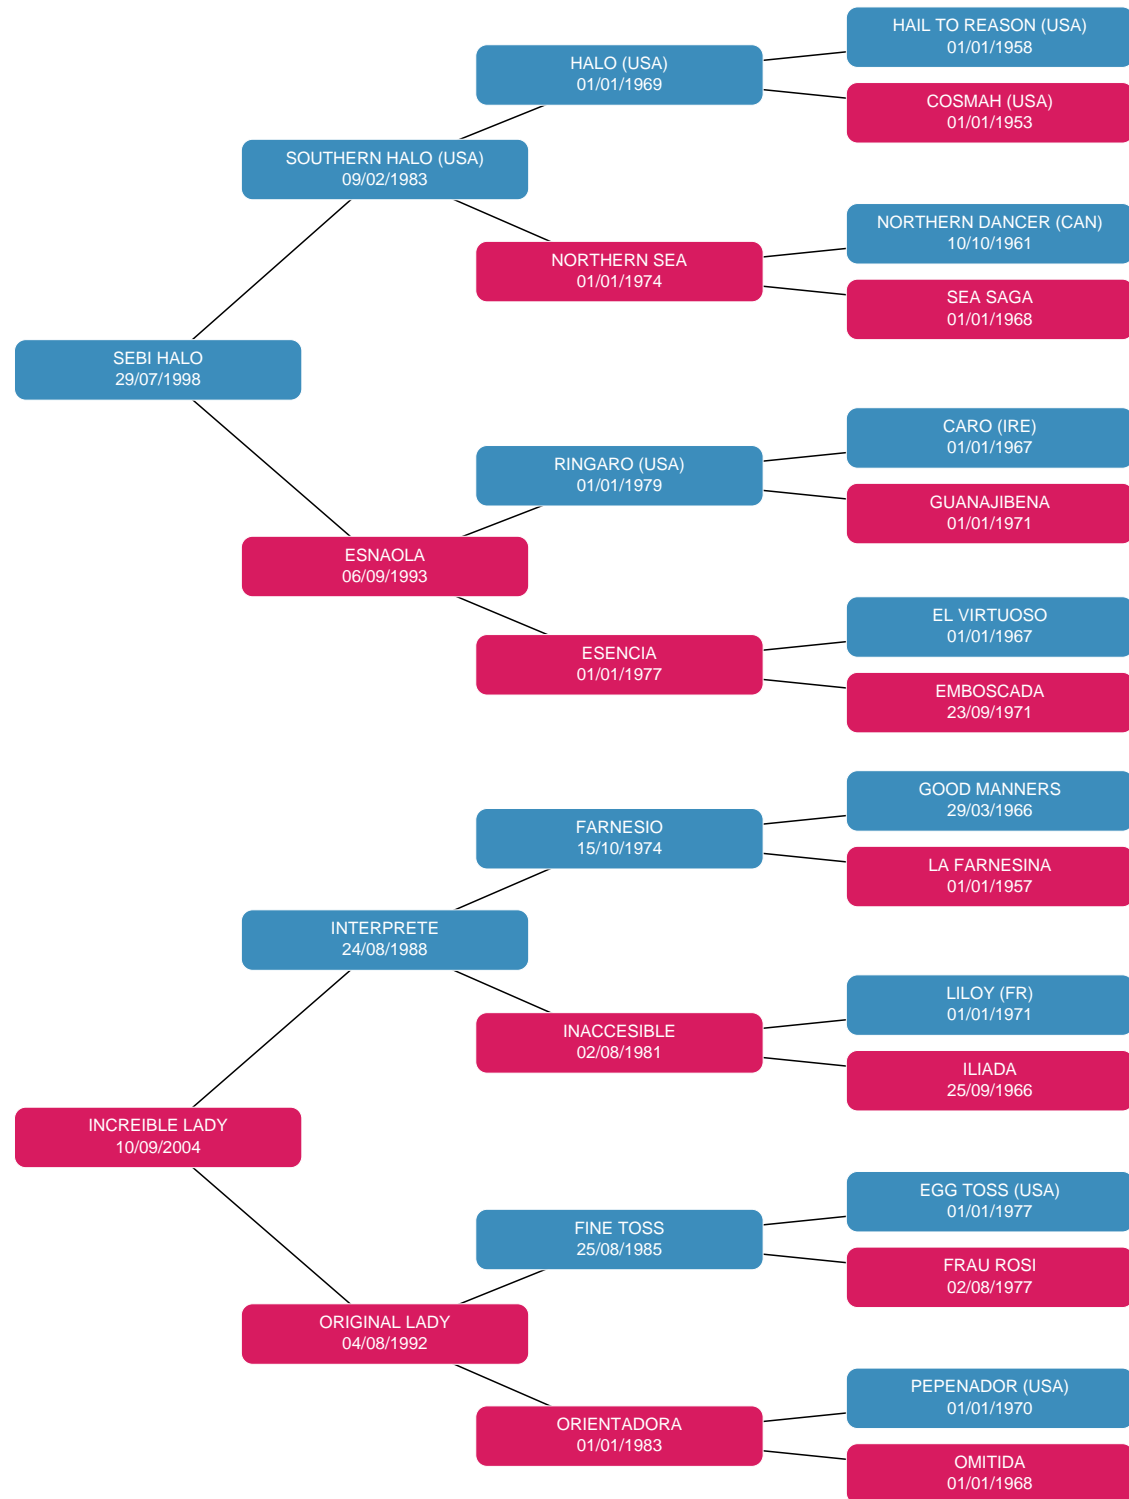 HAIL TO REASON (USA)
01/01/1958
HALO (USA)
01/01/1969
COSMAH (USA)
01/01/1953
SOUTHERN HALO (USA)
09/02/1983
NORTHERN DANCER (CAN)
10/10/1961
NORTHERN SEA
01/01/1974
SEA SAGA
01/01/1968
SEBI HALO
29/07/1998
CARO (IRE)
01/01/1967
RINGARO (USA)
01/01/1979
GUANAJIBENA
01/01/1971
ESNAOLA
06/09/1993
EL VIRTUOSO
01/01/1967
ESENCIA
01/01/1977
EMBOSCADA
23/09/1971
GOOD MANNERS
29/03/1966
FARNESIO
15/10/1974
LA FARNESINA
01/01/1957
INTERPRETE
24/08/1988
LILOY (FR)
01/01/1971
INACCESIBLE
02/08/1981
ILIADA
25/09/1966
INCREIBLE LADY
10/09/2004
EGG TOSS (USA)
01/01/1977
FINE TOSS
25/08/1985
FRAU ROSI
02/08/1977
ORIGINAL LADY
04/08/1992
PEPENADOR (USA)
01/01/1970
ORIENTADORA
01/01/1983
OMITIDA
01/01/1968